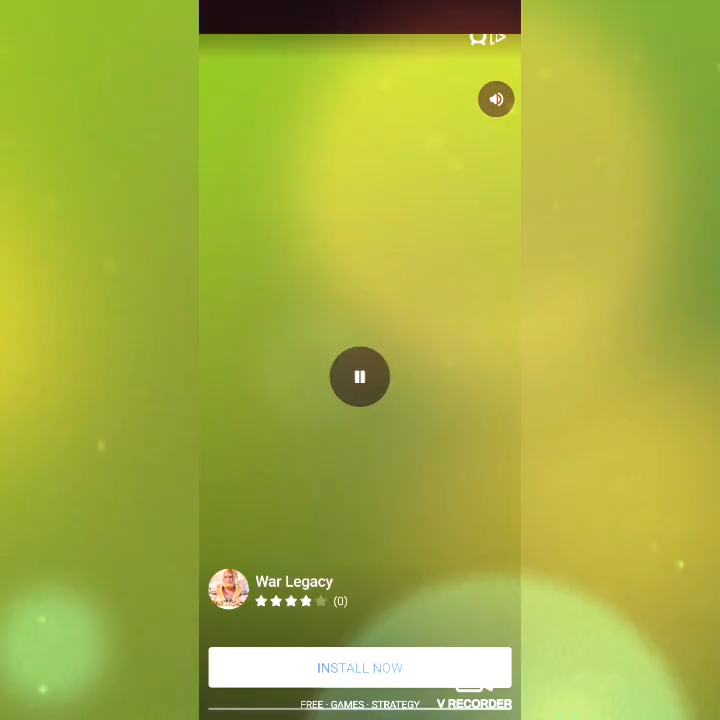 War Legacy
(0)
INSTALL NOW
FREE · GAMES · STRATEGY
V RECORDER